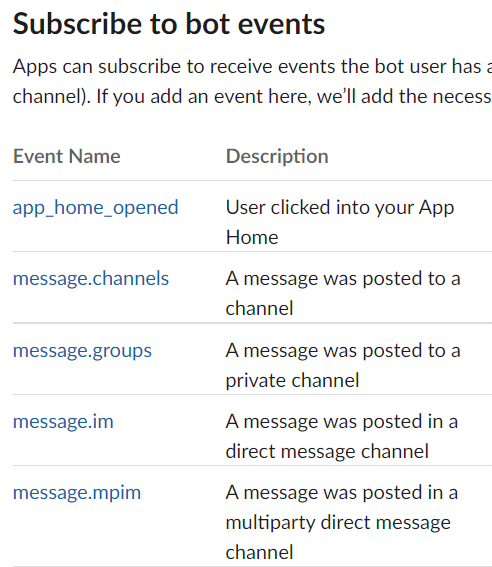 Subscribe to bot events
Apps can subscribe to receive events the bot user has
channel). If you add an event here, we'll add the
Event Name Description
app_home_opened User clicked into your App
Home
message.channels A message was posted to a
channel
message.groups A message was posted to a
private channel
message.im A message was posted in a
direct message channel
message.mpim A message was posted in a
multiparty direct message
channel